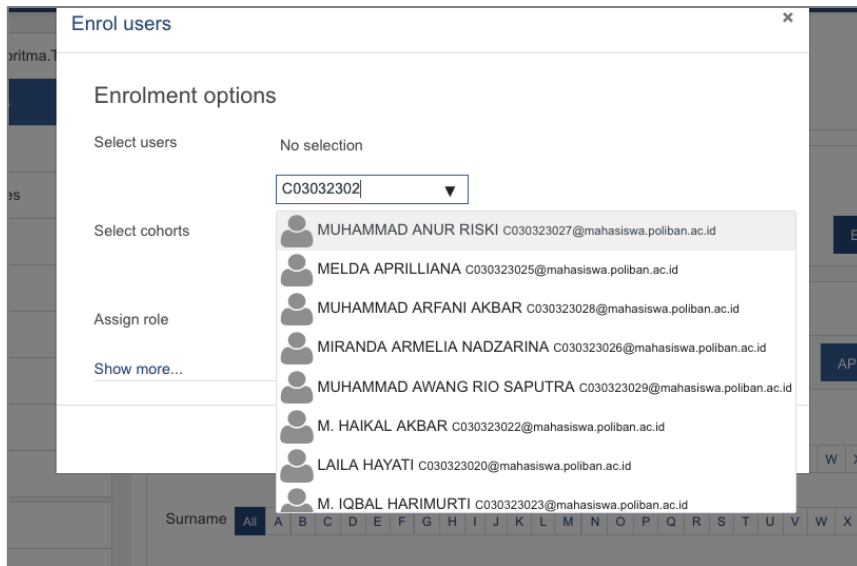 Enrol users
×
oritma.T
Enrolment options
Select users
No selection
es
C03032302
▼
Select cohorts
MUHAMMAD ANUR RISKI C030323027@mahasiswa.poliban.ac.id
E
MELDA APRILLIANA C030323025@mahasiswa.poliban.ac.id
MUHAMMAD ARFANI AKBAR C030323028@mahasiswa.poliban.ac.id
Assign role
MIRANDA ARMELIA NADZARINA C030323026@mahasiswa.poliban.ac.id
Show more...
AP
MUHAMMAD AWANG RIO SAPUTRA C030323029@mahasiswa.poliban.ac.id
M. HAIKAL AKBAR C030323022@mahasiswa.poliban.ac.id
LAILA HAYATI C030323020@mahasiswa.poliban.ac.id
W X
M. IQBAL HARIMURTI C030323023@mahasiswa.poliban.ac.id
Surname All A B C D E F G H I J K L M N O P Q R S T U V W X